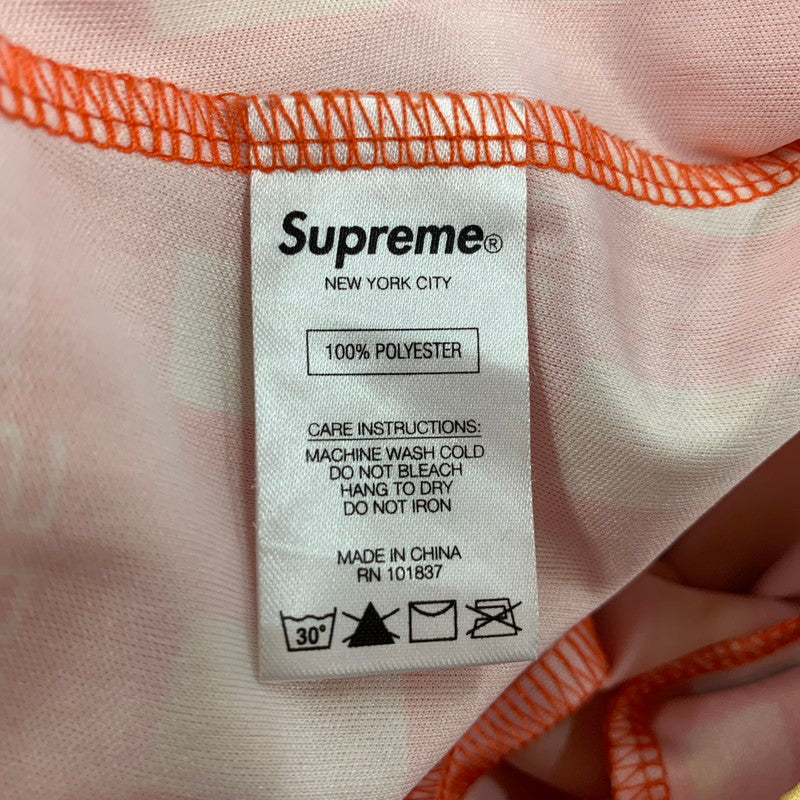 Supreme®
NEW YORK CITY
100% POLYESTER
CARE INSTRUCTIONS:
MACHINE WASH COLD
DO NOT BLEACH
HANG TO DRY
DO NOT IRON
MADE IN CHINA
RN 101837
30°